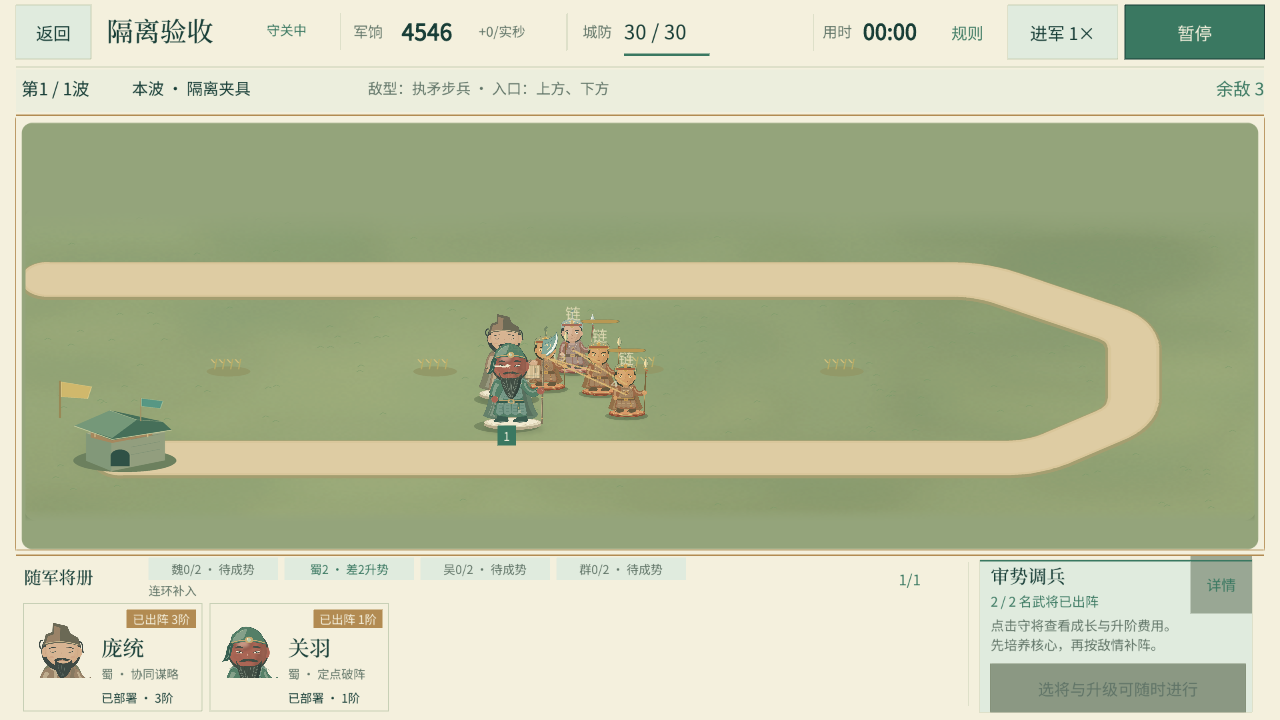 返回
隔离验收
守关中
军饷 4546 +0/实秒
城防 30 / 30
用时 00:00
规则
进军 1×
暂停
第1 / 1波
本波 · 隔离夹具
敌型：执矛步兵 · 入口：上方、下方
余敌 3
链
链
链
1
随军将册
魏0/2 · 待成势
蜀2 · 差2升势
吴0/2 · 待成势
群0/2 · 待成势
连环补入
1/1
已出阵 3阶
庞统
蜀 · 协同谋略
已部署 · 3阶
已出阵 1阶
关羽
蜀 · 定点破阵
已部署 · 1阶
审势调兵
详情
2 / 2 名武将已出阵
点击守将查看成长与升阶费用。
先培养核心，再按敌情补阵。
选将与升级可随时进行